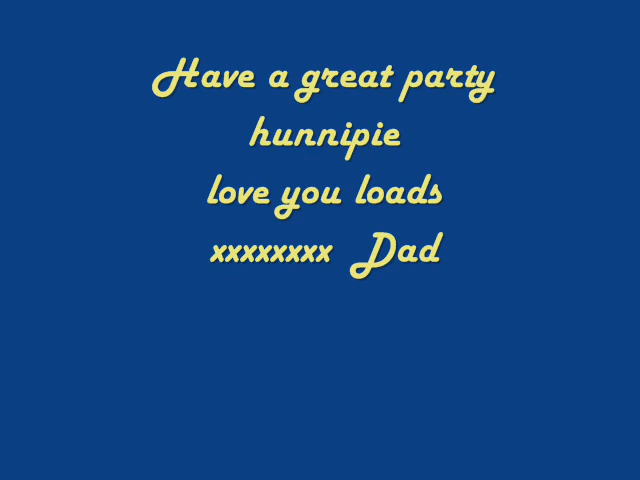 Have a great party
hunnipie
love you loads
xxxxxxxx Dad